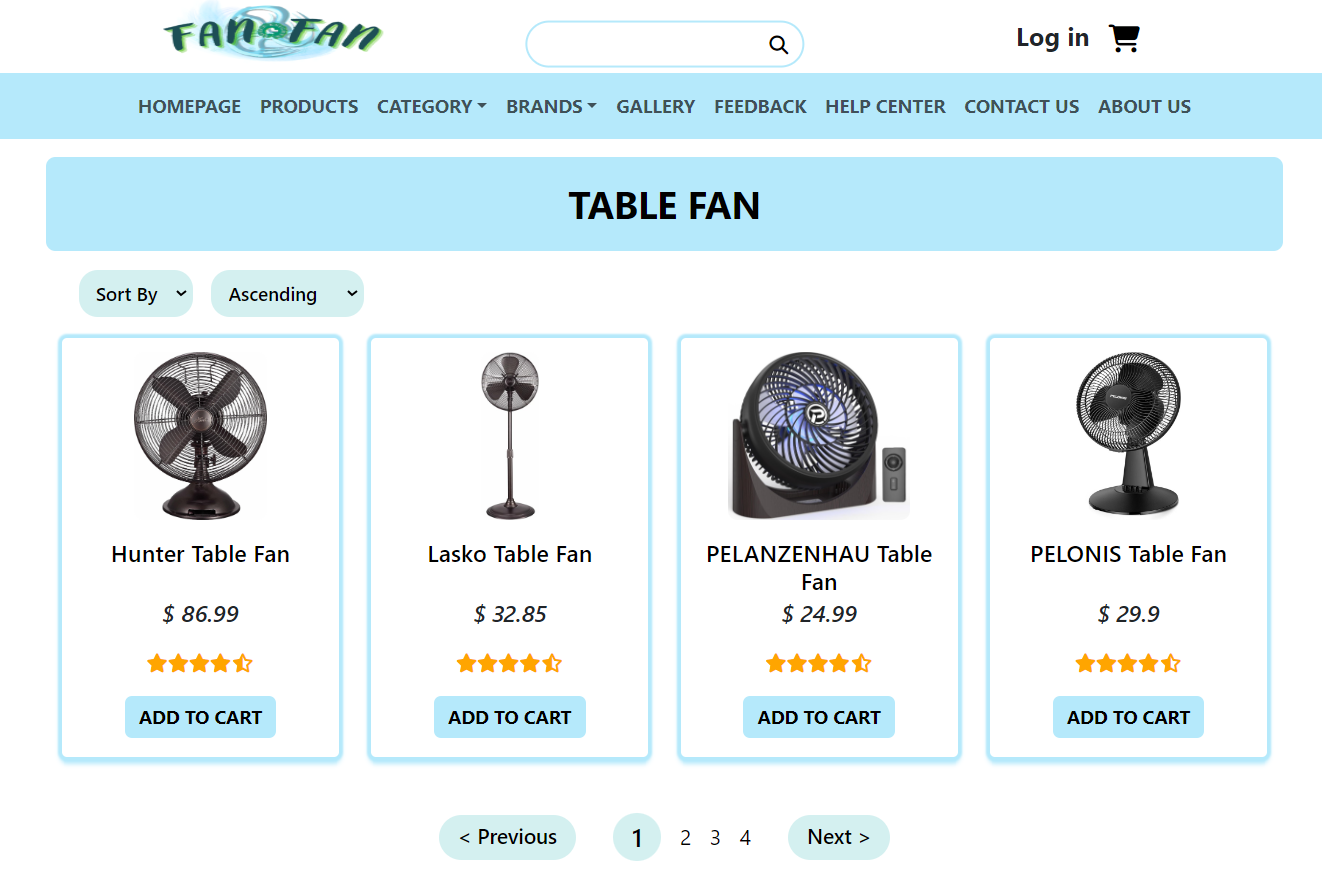 FAN FAN
Log in
HOMEPAGE PRODUCTS CATEGORY BRANDS GALLERY FEEDBACK HELP CENTER CONTACT US ABOUT US
TABLE FAN
Sort By Ascending
Hunter Table Fan
$ 86.99
ADD TO CART
Lasko Table Fan
$ 32.85
ADD TO CART
PELANZENHAU Table
Fan
$ 24.99
ADD TO CART
PELONIS
PELONIS Table Fan
$ 29.9
ADD TO CART
< Previous 1 2 3 4 Next >